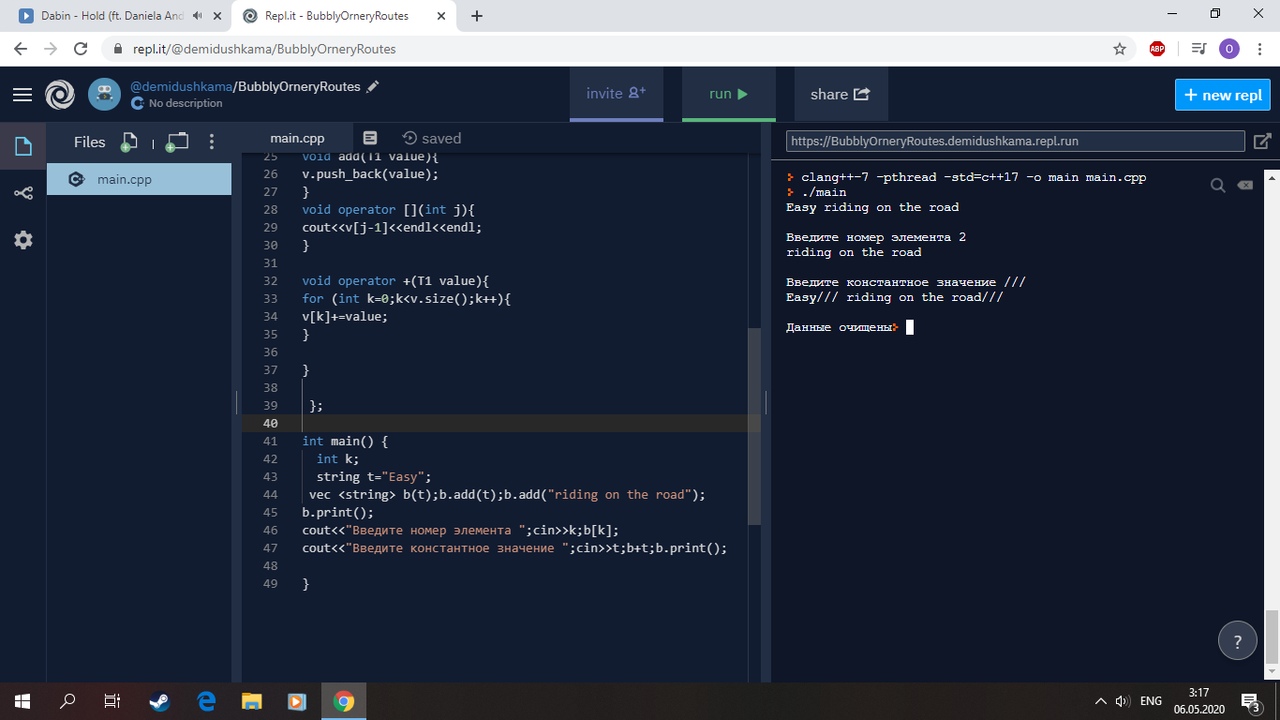 Dabin - Hold (ft. Daniela And
Repl.it - BubblyOrneryRoutes
repl.it/@demidushkama/BubblyOrneryRoutes
ABP
O
@demidushkama/BubblyOrneryRoutes
No description
invite
run
share
+ new repl
Files
main.cpp
saved
https://BubblyOrneryRoutes.demidushkama.repl.run
main.cpp
25 void add(T1 value){
26 v.push_back(value);
27 }
28 void operator [](int j){
29 cout<<v[j-1]<<endl<<endl;
30 }
31
32 void operator +(T1 value){
33 for (int k=0;k<v.size();k++){
34 v[k]+=value;
35 }
36
37 }
38
39 };
40
41 int main() {
42 int k;
43 string t="Easy";
44 vec <string> b(t);b.add(t);b.add("riding on the road");
45 b.print();
46 cout<<"Введите номер элемента ";cin>>k;b[k];
47 cout<<"Введите константное значение ";cin>>t;b+t;b.print();
48
49 }
clang++-7 -pthread -std=c++17 -o main main.cpp
./main
Easy riding on the road
Введите номер элемента 2
riding on the road
Введите константное значение ///
Easy/// riding on the road///
Данные очищены
?
ENG
3:17
06.05.2020
3